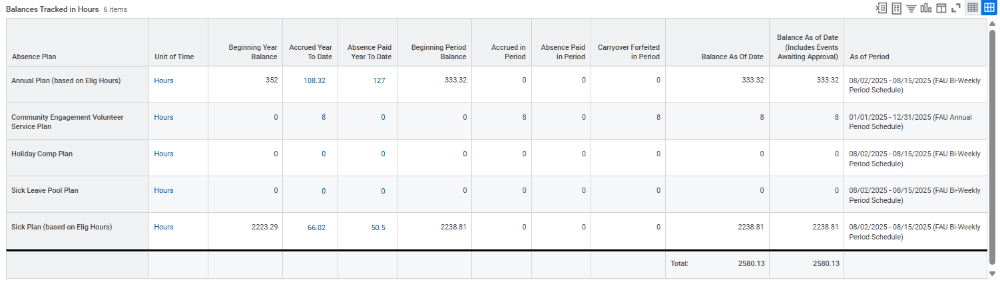 Balances Tracked in Hours 6 items
Absence Plan Unit of Time Beginning Year Balance Accrued Year To Date Absence Paid Year To Date Beginning Period Balance Accrued in Period Absence Paid in Period Carryover Forfeited in Period Balance As Of Date Balance As of Date (Includes Events Awaiting Approval) As of Period
Annual Plan (based on Elig Hours) Hours 352 108.32 127 333.32 0 0 0 333.32 333.32 08/02/2025 - 08/15/2025 (FAU Bi-Weekly Period Schedule)
Community Engagement Volunteer Service Plan Hours 0 8 0 0 8 0 8 8 8 01/01/2025 - 12/31/2025 (FAU Annual Period Schedule)
Holiday Comp Plan Hours 0 0 0 0 0 0 0 0 0 08/02/2025 - 08/15/2025 (FAU Bi-Weekly Period Schedule)
Sick Leave Pool Plan Hours 0 0 0 0 0 0 0 0 0 08/02/2025 - 08/15/2025 (FAU Bi-Weekly Period Schedule)
Sick Plan (based on Elig Hours) Hours 2223.29 66.02 50.5 2238.81 0 0 0 2238.81 2238.81 08/02/2025 - 08/15/2025 (FAU Bi-Weekly Period Schedule)
Total: 2580.13 2580.13